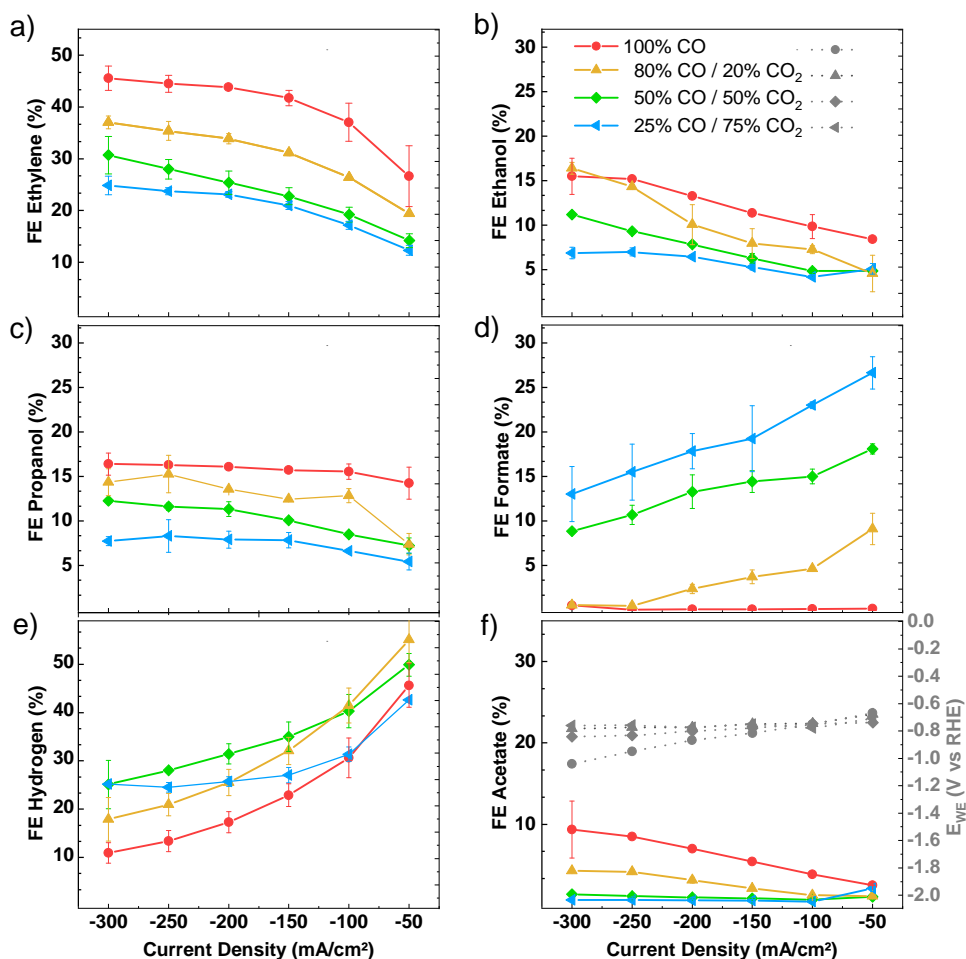 a)
50
40
30
20
10
FE Ethylene (%)
b)
30
25
20
15
10
5
FE Ethanol (%)
100% CO
80% CO / 20% CO₂
50% CO / 50% CO₂
25% CO / 75% CO₂
c)
30
25
20
15
10
5
FE Propanol (%)
d)
30
25
20
15
10
5
FE Formate (%)
e)
50
40
30
20
10
FE Hydrogen (%)
-300 -250 -200 -150 -100 -50
Current Density (mA/cm²)
f)
30
20
10
FE Acetate (%)
0.0
-0.2
-0.4
-0.6
-0.8
-1.0
-1.2
-1.4
-1.6
-1.8
-2.0
E_WE (V vs RHE)
-300 -250 -200 -150 -100 -50
Current Density (mA/cm²)